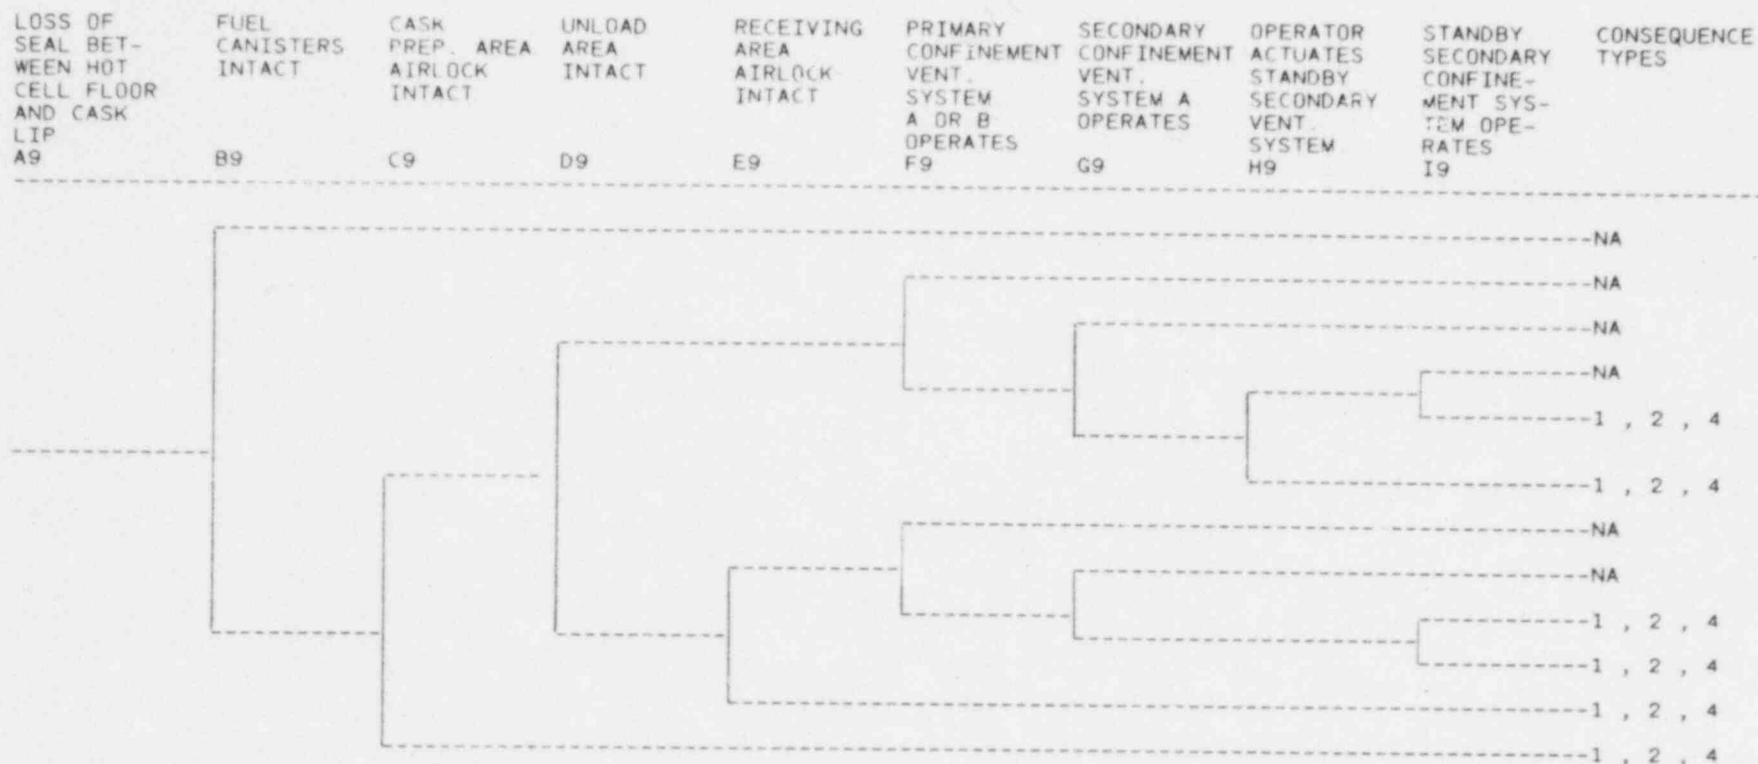 LOSS OF
SEAL BET-
WEEN HOT
CELL FLOOR
AND CASK
LIP
A9
FUEL
CANISTERS
INTACT
B9
CASK
PREP. AREA
AIRLOCK
INTACT
C9
UNLOAD
AREA
INTACT
D9
RECEIVING
AREA
AIRLOCK
INTACT
E9
PRIMARY
CONFINEMENT
VENT.
SYSTEM
A OR B
OPERATES
F9
SECONDARY
CONFINEMENT
VENT.
SYSTEM A
OPERATES
G9
OPERATOR
ACTUATES
STANDBY
SECONDARY
VENT.
SYSTEM
H9
STANDBY
SECONDARY
CONFINE-
MENT SYS-
TEM OPE-
RATES
I9
CONSEQUENCE
TYPES
NA
NA
NA
NA
1 , 2 , 4
1 , 2 , 4
NA
NA
1 , 2 , 4
1 , 2 , 4
1 , 2 , 4
1 , 2 , 4